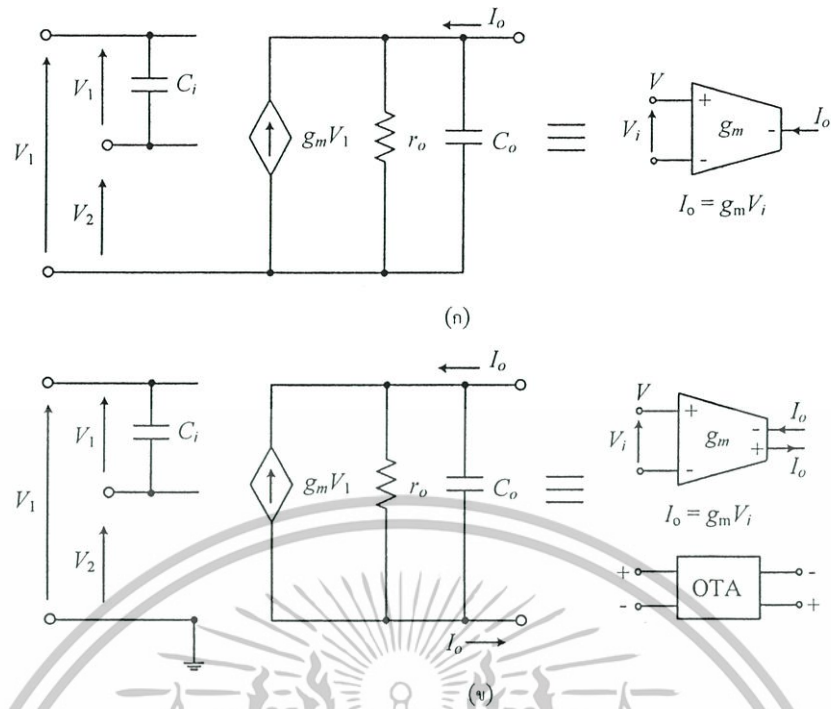 I_o
V_1
V_1
C_i
V_2
g_mV_1
r_o
C_o
V
+
V_i
g_m
-
I_o
-
I_o = g_mV_i
(ก)
I_o
V_1
V_1
C_i
V_2
g_mV_1
r_o
C_o
I_o
V
+
V_i
g_m
-
I_o
+
I_o
-
I_o = g_mV_i
+ OTA -
- +
(ข)